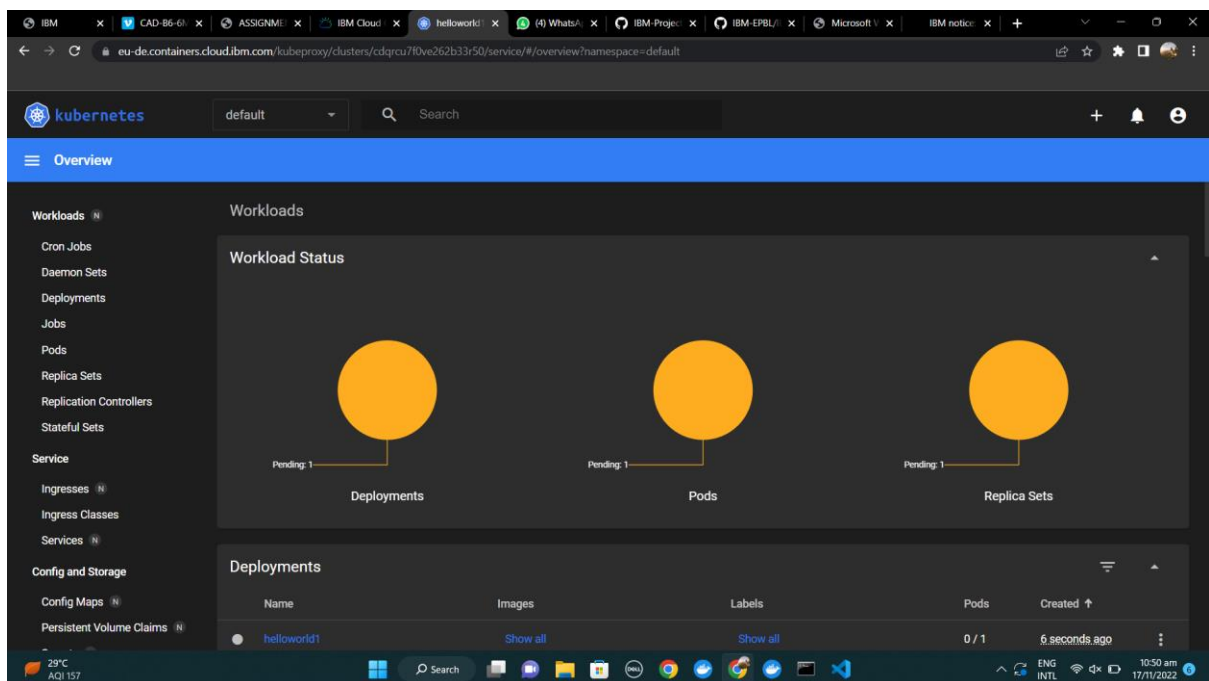 IBM
CAD-B6-6
ASSIGNME
IBM Cloud
helloworld1
(4) WhatsA
IBM-Projec
IBM-EPBL/
Microsoft V
IBM notice
eu-de.containers.cloud.ibm.com/kubeproxy/clusters/cdqrcu7f0ve262b33r50/service/#/overview?namespace=default
kubernetes
default
Search
Overview
Workloads N
Cron Jobs
Daemon Sets
Deployments
Jobs
Pods
Replica Sets
Replication Controllers
Stateful Sets
Service
Ingresses N
Ingress Classes
Services N
Config and Storage
Config Maps N
Persistent Volume Claims N
Workloads
Workload Status
Pending: 1
Pending: 1
Pending: 1
Deployments
Pods
Replica Sets
Deployments
Name Images Labels Pods Created
helloworld1 Show all Show all 0 / 1 6 seconds ago
29°C
AQI 157
Search
DELL
ENG
INTL
10:50 am
17/11/2022
6